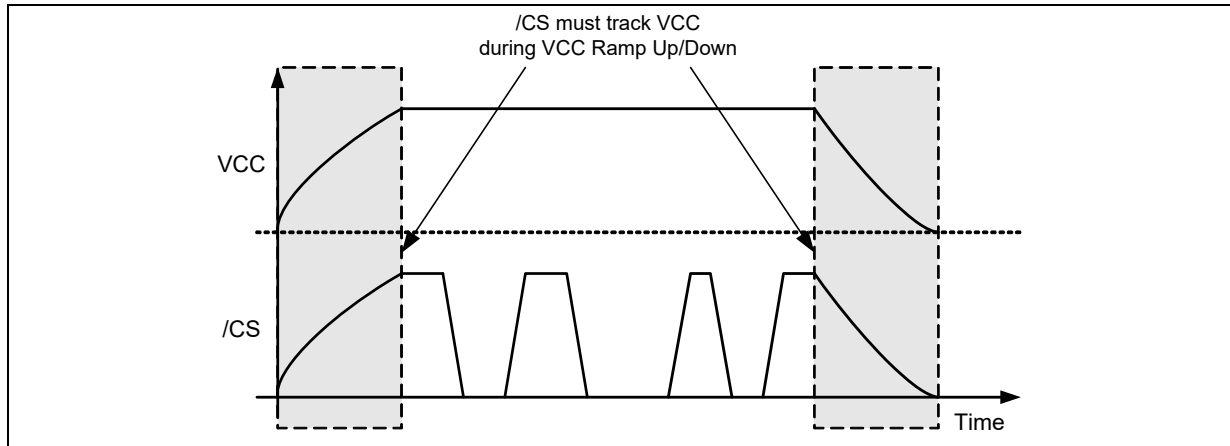 /CS must track VCC
during VCC Ramp Up/Down
VCC
/CS
Time